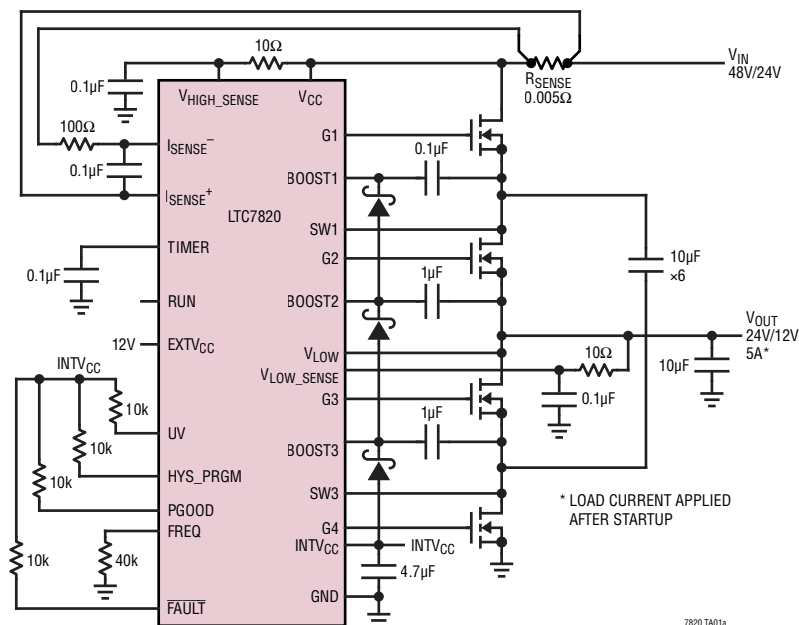 10Ω
0.1µF
V_HIGH_SENSE
V_CC
R_SENSE
0.005Ω
V_IN
48V/24V
100Ω
0.1µF
I_SENSE⁻
I_SENSE⁺
G1
0.1µF
BOOST1
LTC7820
SW1
TIMER
0.1µF
G2
1µF
10µF
×6
RUN
BOOST2
12V
EXTV_CC
V_LOW
V_OUT
24V/12V
5A*
10Ω
10µF
0.1µF
V_LOW_SENSE
INTV_CC
G3
10k
UV
1µF
BOOST3
10k
HYS_PRGM
10k
PGOOD
SW3
* LOAD CURRENT APPLIED
AFTER STARTUP
FREQ
G4
INTV_CC
INTV_CC
10k
40k
4.7µF
GND
FAULT
7820 TA01a